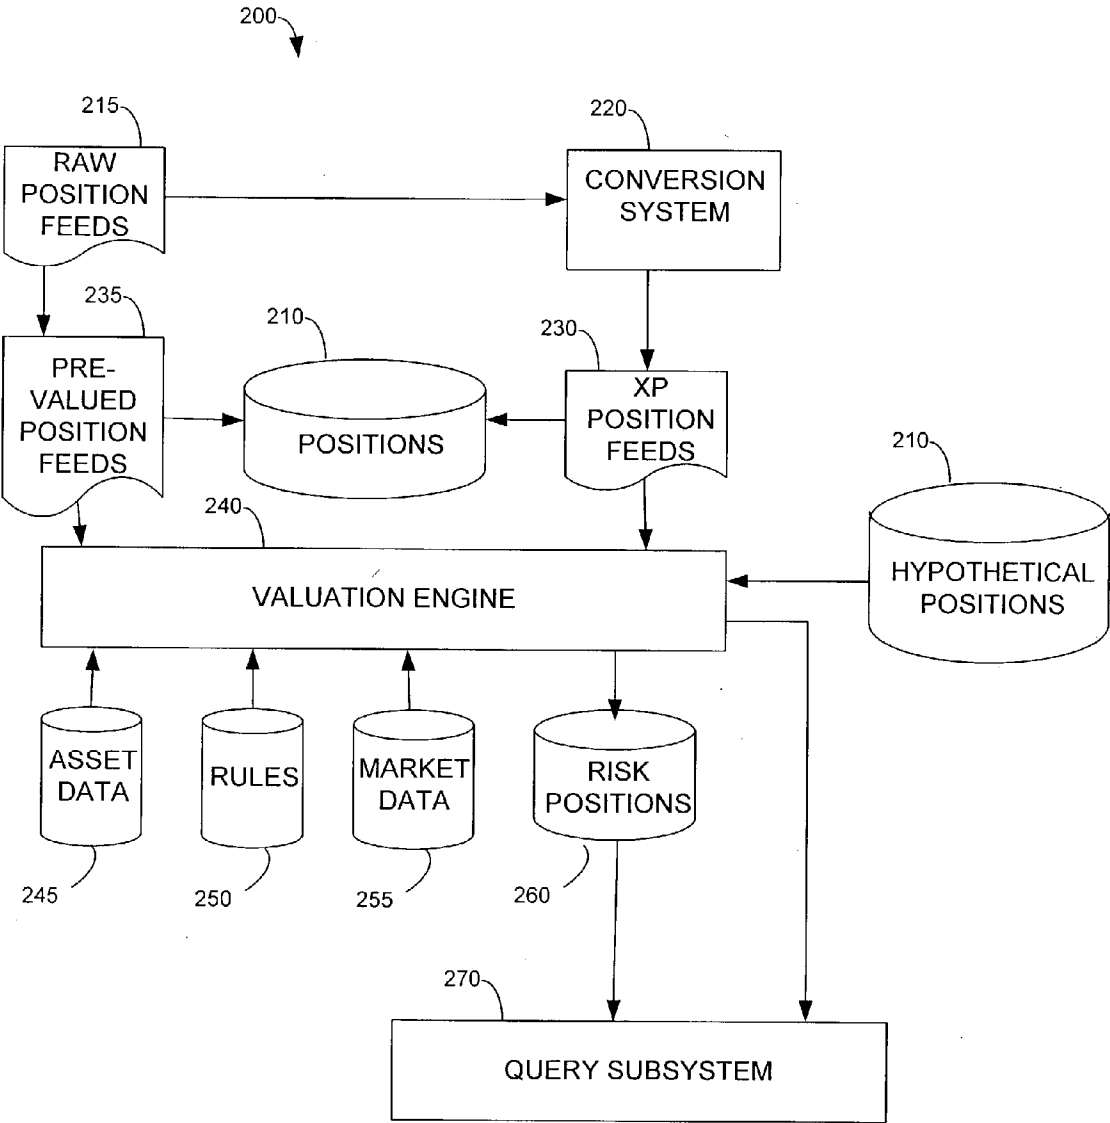 200
215
220
RAW
POSITION
FEEDS
CONVERSION
SYSTEM
235
210
230
PRE-
VALUED
POSITION
FEEDS
POSITIONS
XP
POSITION
FEEDS
210
240
HYPOTHETICAL
POSITIONS
VALUATION ENGINE
ASSET
DATA
RULES
MARKET
DATA
RISK
POSITIONS
245
250
255
260
270
QUERY SUBSYSTEM